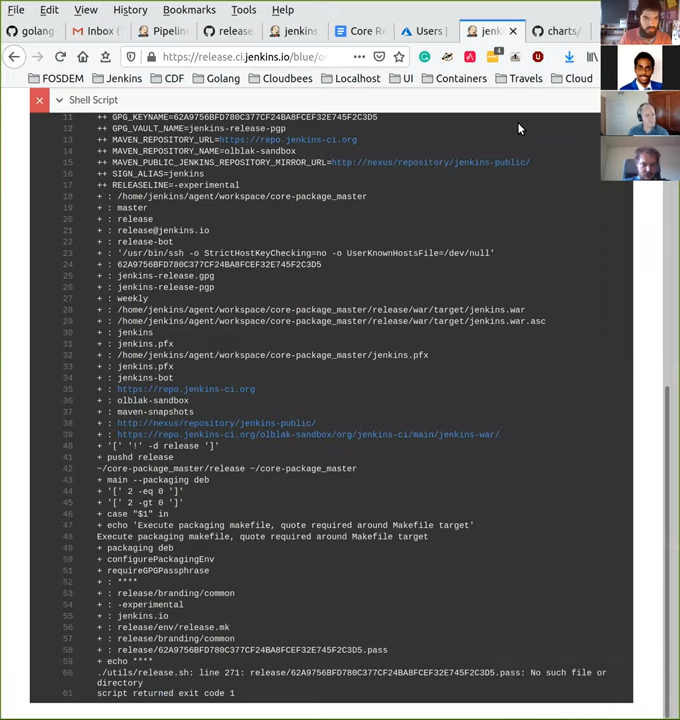 File Edit View History Bookmarks Tools Help
golang- Inbox ( Pipelin release jenkins Core Re Users | jenk charts/
https://release.ci.jenkins.io/blue/o
4
FOSDEM Jenkins CDF Golang Cloudbees Localhost UI Containers Travels Cloud
Shell Script
11 ++ GPG_KEYNAME=62A9756BFD780C377CF24BA8FCEF32E745F2C3D5
12 ++ GPG_VAULT_NAME=jenkins-release-pgp
13 ++ MAVEN_REPOSITORY_URL=https://repo.jenkins-ci.org
14 ++ MAVEN_REPOSITORY_NAME=olblak-sandbox
15 ++ MAVEN_PUBLIC_JENKINS_REPOSITORY_MIRROR_URL=http://nexus/repository/jenkins-public/
16 ++ SIGN_ALIAS=jenkins
17 ++ RELEASELINE=-experimental
18 + : /home/jenkins/agent/workspace/core-package_master
19 + : master
20 + : release
21 + : release@jenkins.io
22 + : release-bot
23 + : '/usr/bin/ssh -o StrictHostKeyChecking=no -o UserKnownHostsFile=/dev/null'
24 + : 62A9756BFD780C377CF24BA8FCEF32E745F2C3D5
25 + : jenkins-release.gpg
26 + : jenkins-release-pgp
27 + : weekly
28 + : /home/jenkins/agent/workspace/core-package_master/release/war/target/jenkins.war
29 + : /home/jenkins/agent/workspace/core-package_master/release/war/target/jenkins.war.asc
30 + : jenkins
31 + : jenkins.pfx
32 + : /home/jenkins/agent/workspace/core-package_master/jenkins.pfx
33 + : jenkins.pfx
34 + : jenkins-bot
35 + : https://repo.jenkins-ci.org
36 + : olblak-sandbox
37 + : maven-snapshots
38 + : http://nexus/repository/jenkins-public/
39 + : https://repo.jenkins-ci.org/olblak-sandbox/org/jenkins-ci/main/jenkins-war/
40 + '[' '!' -d release ']'
41 + pushd release
42 ~/core-package_master/release ~/core-package_master
43 + main --packaging deb
44 + '[' 2 -eq 0 ']'
45 + '[' 2 -gt 0 ']'
46 + case "$1" in
47 + echo 'Execute packaging makefile, quote required around Makefile target'
48 Execute packaging makefile, quote required around Makefile target
49 + packaging deb
50 + configurePackagingEnv
51 + requireGPGPassphrase
52 + : ****
53 + : release/branding/common
54 + : -experimental
55 + : jenkins.io
56 + : release/env/release.mk
57 + : release/branding/common
58 + : release/62A9756BFD780C377CF24BA8FCEF32E745F2C3D5.pass
59 + echo ****
60 ./utils/release.sh: line 271: release/62A9756BFD780C377CF24BA8FCEF32E745F2C3D5.pass: No such file or
directory
61 script returned exit code 1